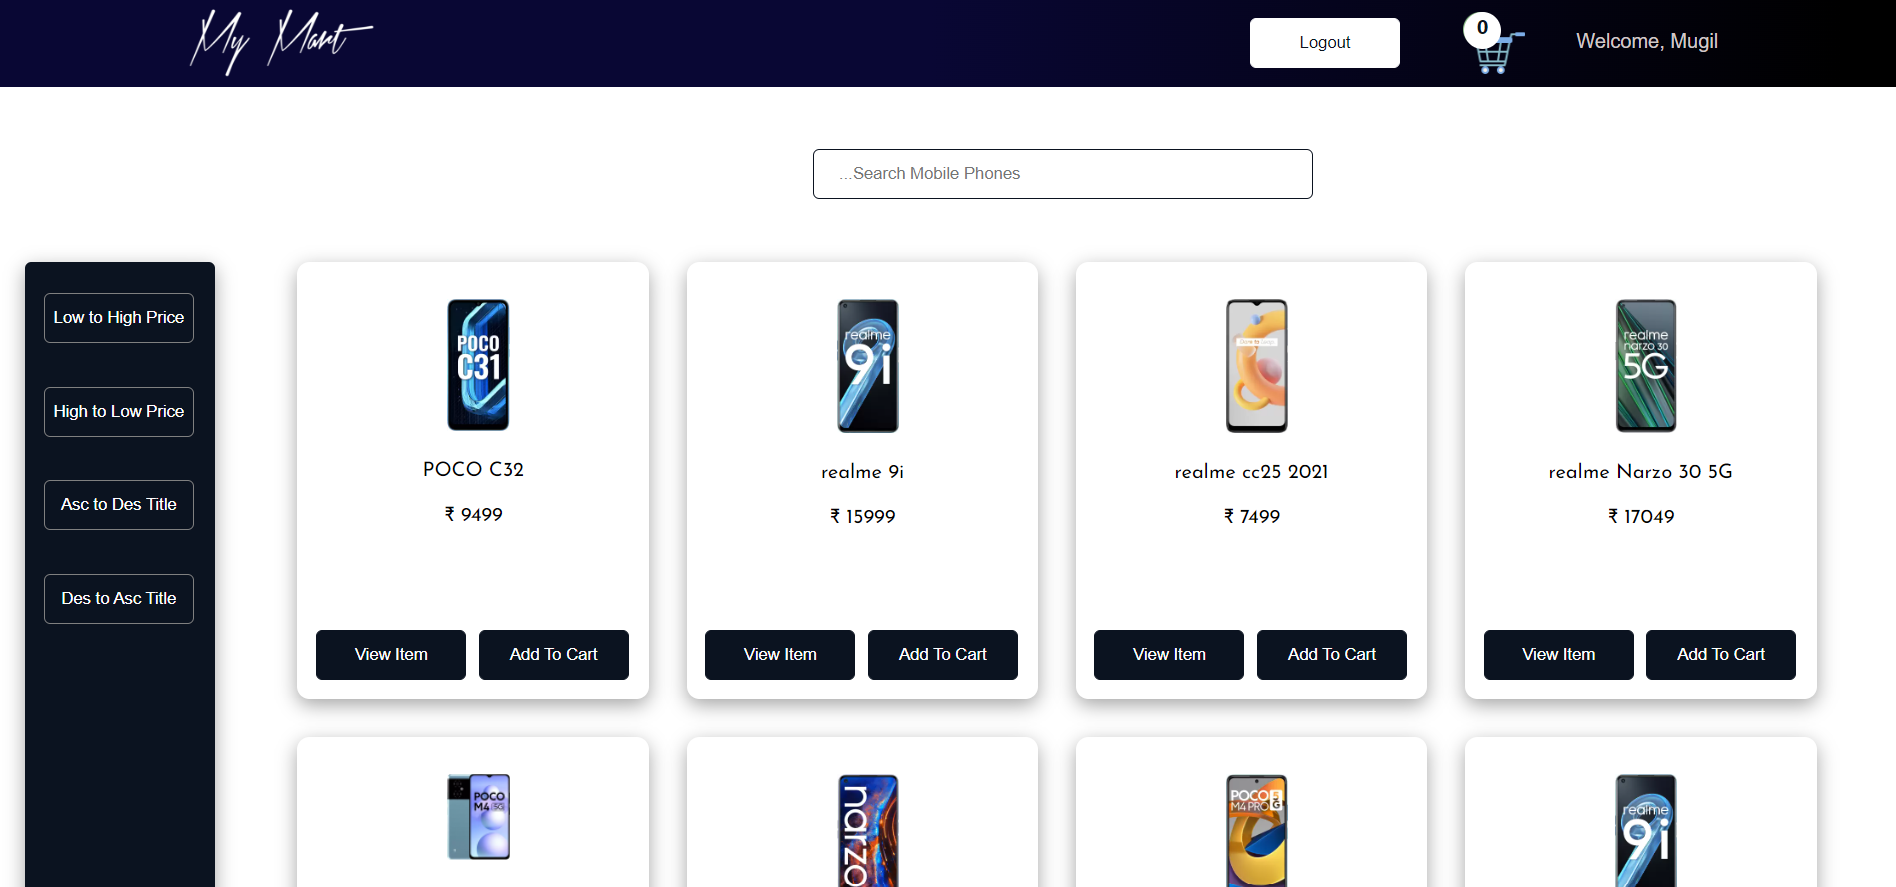 My Mart
Logout
0
Welcome, Mugil
...Search Mobile Phones
Low to High Price
High to Low Price
Asc to Des Title
Des to Asc Title
POCO
C31
POCO C32
₹ 9499
View Item
Add To Cart
realme
9i
realme 9i
₹ 15999
View Item
Add To Cart
realme cc25 2021
₹ 7499
View Item
Add To Cart
realme
narzo 30
5G
realme Narzo 30 5G
₹ 17049
View Item
Add To Cart
POCO
M4 5G
narzo
POCO 5G
M4 PRO
realme
9i